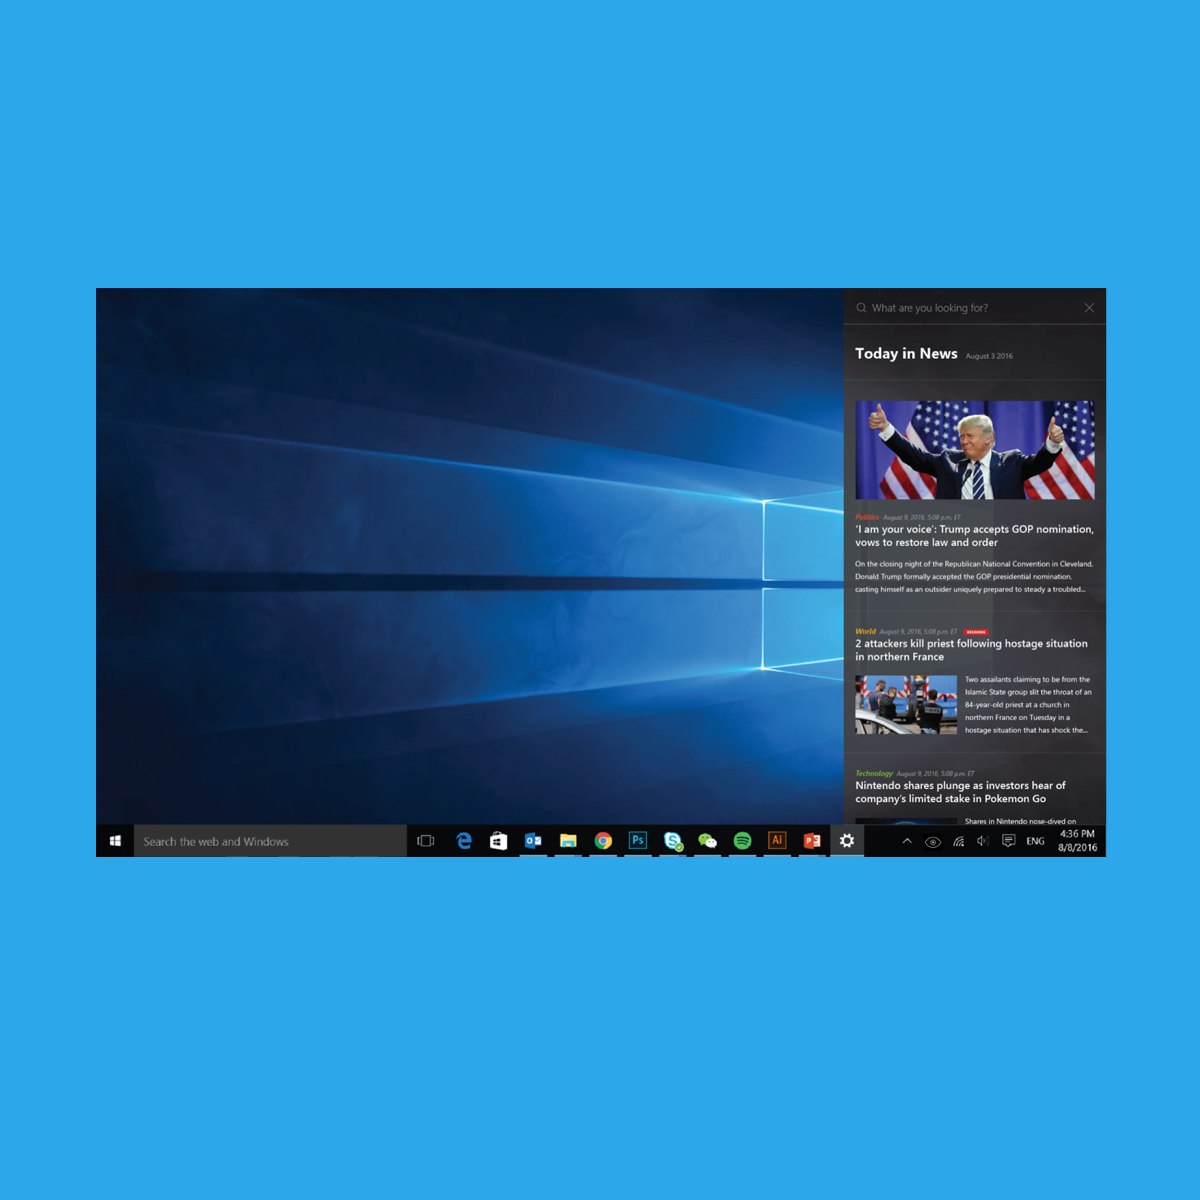 What are you looking for?
Today in News August 3 2016
Politics August 9, 2016, 5:08 p.m. ET
'I am your voice': Trump accepts GOP nomination,
vows to restore law and order
On the closing night of the Republican National Convention in Cleveland,
Donald Trump formally accepted the GOP presidential nomination,
casting himself as an outsider uniquely prepared to steady a troubled...
World August 9, 2016, 5:08 p.m. ET BREAKING
2 attackers kill priest following hostage situation
in northern France
Two assailants claiming to be from the
Islamic State group slit the throat of an
84-year-old priest at a church in
northern France on Tuesday in a
hostage situation that has shock the...
Technology August 9, 2016, 5:08 p.m. ET
Nintendo shares plunge as investors hear of
company's limited stake in Pokemon Go
Shares in Nintendo nose-dived on
Search the web and Windows
Ps
Ai
ENG
4:36 PM
8/8/2016